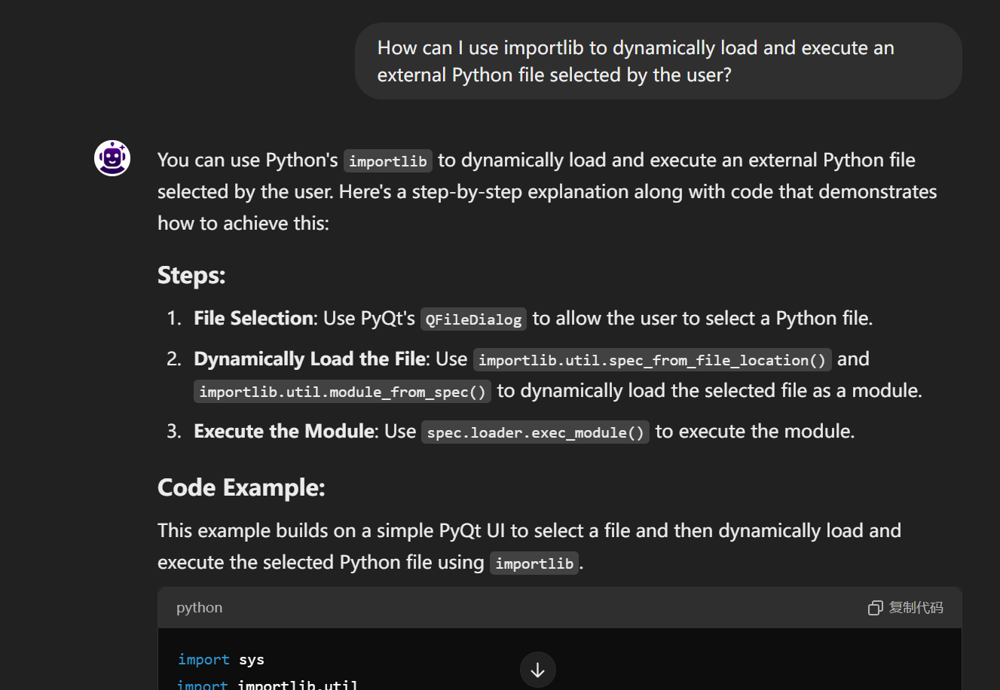 How can I use importlib to dynamically load and execute an
external Python file selected by the user?
You can use Python's importlib to dynamically load and execute an external Python file
selected by the user. Here's a step-by-step explanation along with code that demonstrates
how to achieve this:
Steps:
1. File Selection: Use PyQt's QFileDialog to allow the user to select a Python file.
2. Dynamically Load the File: Use importlib.util.spec_from_file_location() and
importlib.util.module_from_spec() to dynamically load the selected file as a module.
3. Execute the Module: Use spec.loader.exec_module() to execute the module.
Code Example:
This example builds on a simple PyQt UI to select a file and then dynamically load and
execute the selected Python file using importlib.
python 复制代码
import sys
import importlib.util